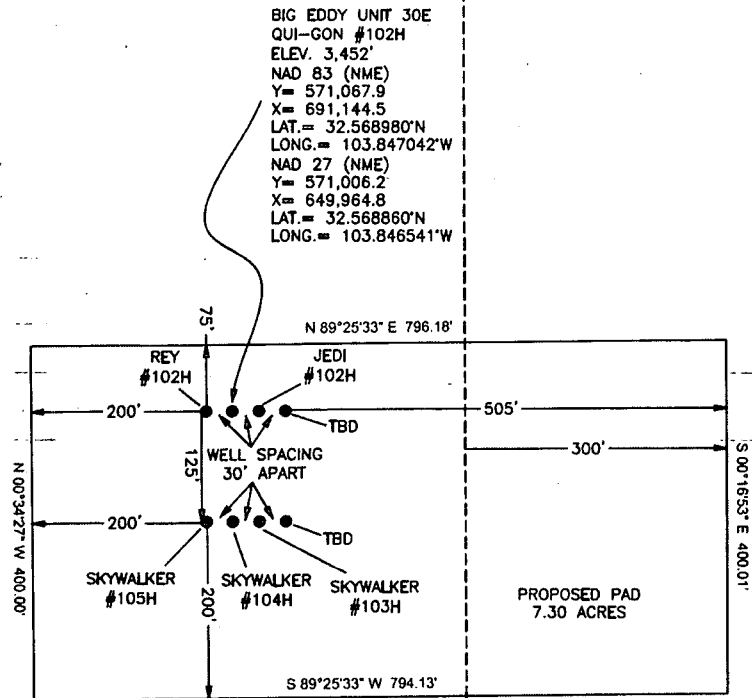 BIG EDDY UNIT 30E
QUI-GON #102H
ELEV. 3,452'
NAD 83 (NME)
Y= 571,067.9
X= 691,144.5
LAT.= 32.568980°N
LONG.= 103.847042°W
NAD 27 (NME)
Y= 571,006.2
X= 649,964.8
LAT.= 32.568860°N
LONG.= 103.846541°W
N 89°25'33" E 796.18'
75'
REY
#102H
JEDI
#102H
200'
505'
TBD
300'
WELL SPACING
30' APART
125'
N 00°34'27" W 400.00'
S 00°16'53" E 400.01'
200'
TBD
SKYWALKER
#105H
SKYWALKER
#104H
SKYWALKER
#103H
200'
PROPOSED PAD
7.30 ACRES
S 89°25'33" W 794.13'